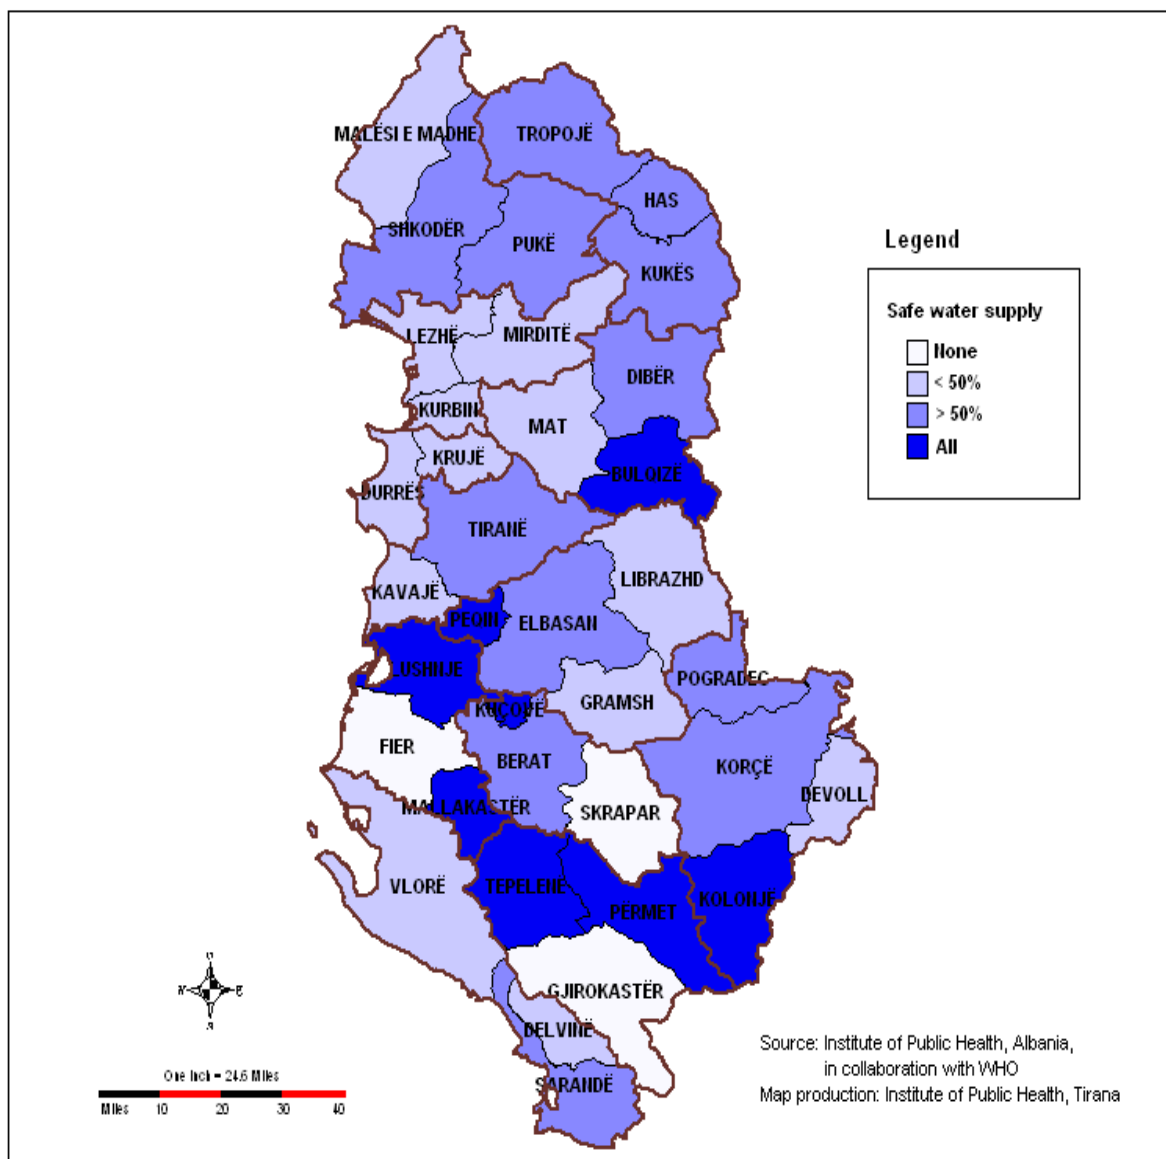 MALËSI E MADHE
TROPOJË
HAS
SHKODËR
PUKË
KUKËS
LEZHË
MIRDITË
DIBËR
KURBIN
MAT
KRUJË
BULQIZË
DURRËS
TIRANË
LIBRAZHD
KAVAJË
PEQIN
ELBASAN
LUSHNJE
POGRADEC
GRAMSH
KUÇOVË
FIER
BERAT
KORÇË
DEVOLL
MALLAKASTËR
SKRAPAR
VLORË
TEPELENË
PËRMET
KOLONJË
GJIROKASTËR
DELVINË
SARANDË
Legend
Safe water supply
None
< 50%
> 50%
All
One Inch = 24.6 Miles
Miles 10 20 30 40
Source: Institute of Public Health, Albania,
in collaboration with WHO
Map production: Institute of Public Health, Tirana